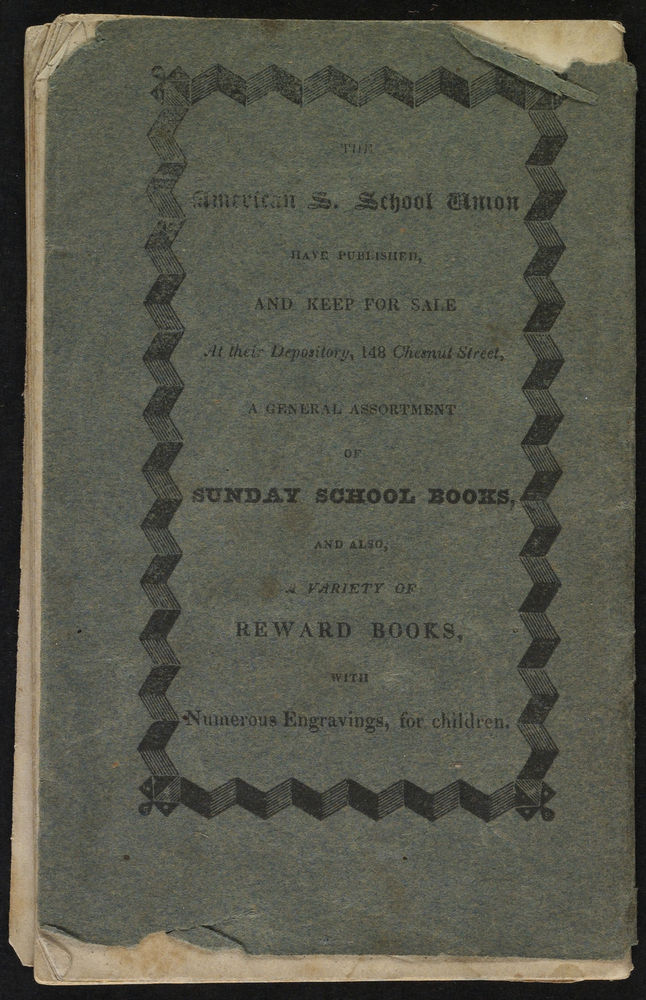 THE
American S. School Union
HAVE PUBLISHED,
AND KEEP FOR SALE
At their Depository, 148 Chesnut Street,
A GENERAL ASSORTMENT
OF
SUNDAY SCHOOL BOOKS,
AND ALSO,
A VARIETY OF
REWARD BOOKS,
WITH
Numerous Engravings, for children.